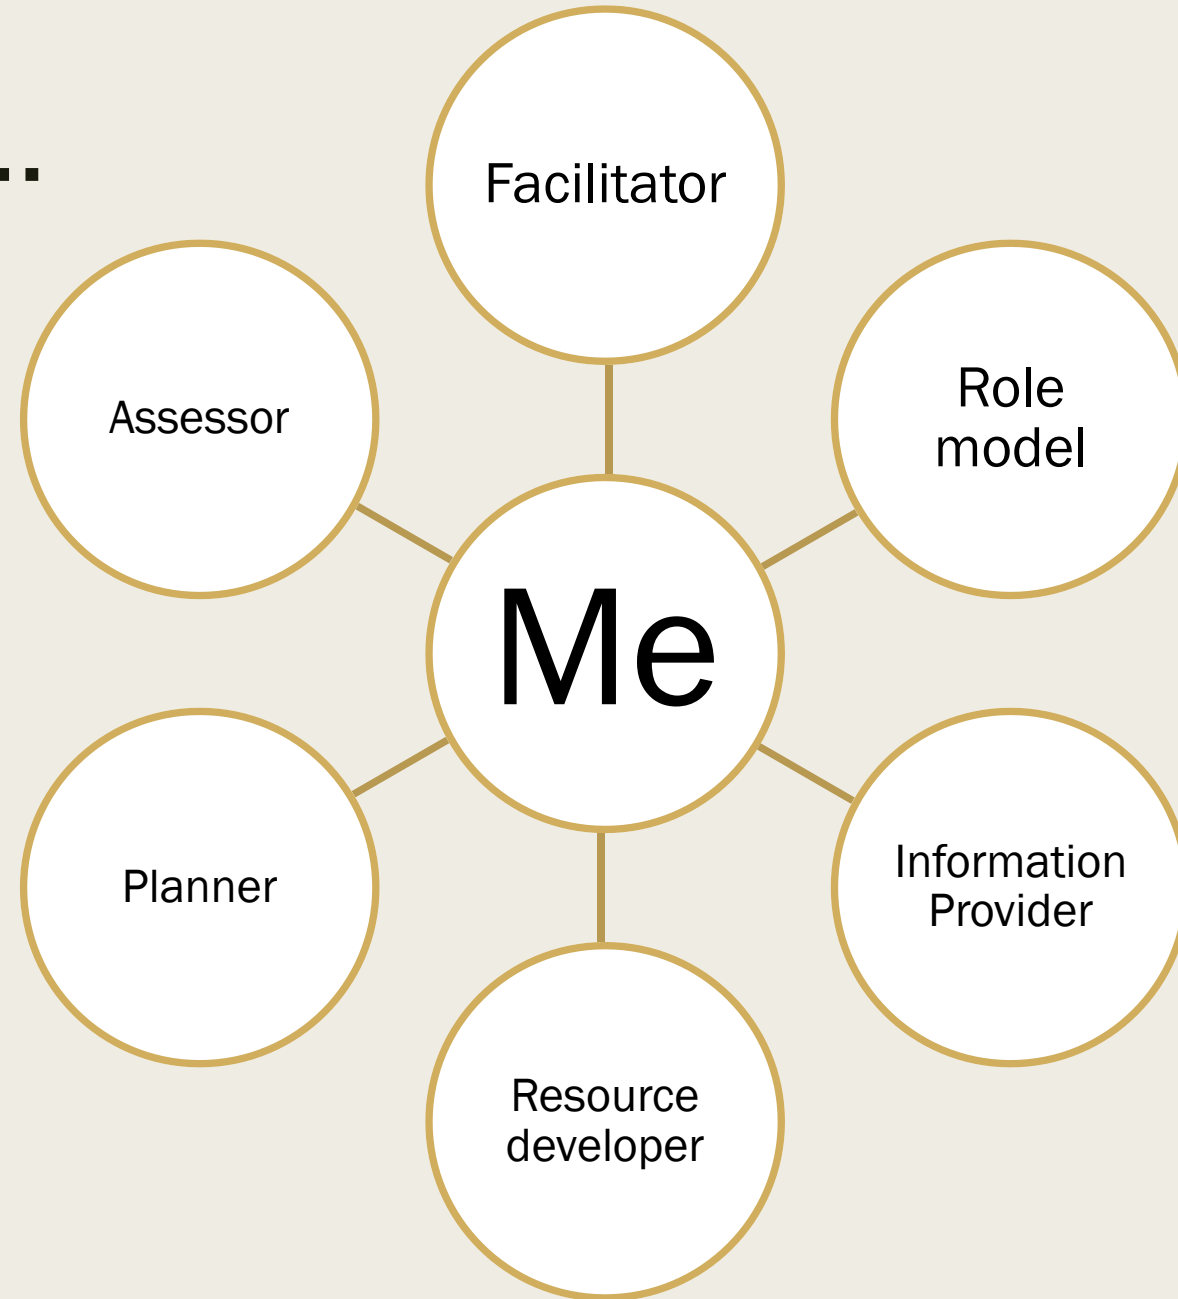 ..
Facilitator
Role
model
Assessor
Me
Information
Provider
Planner
Resource
developer